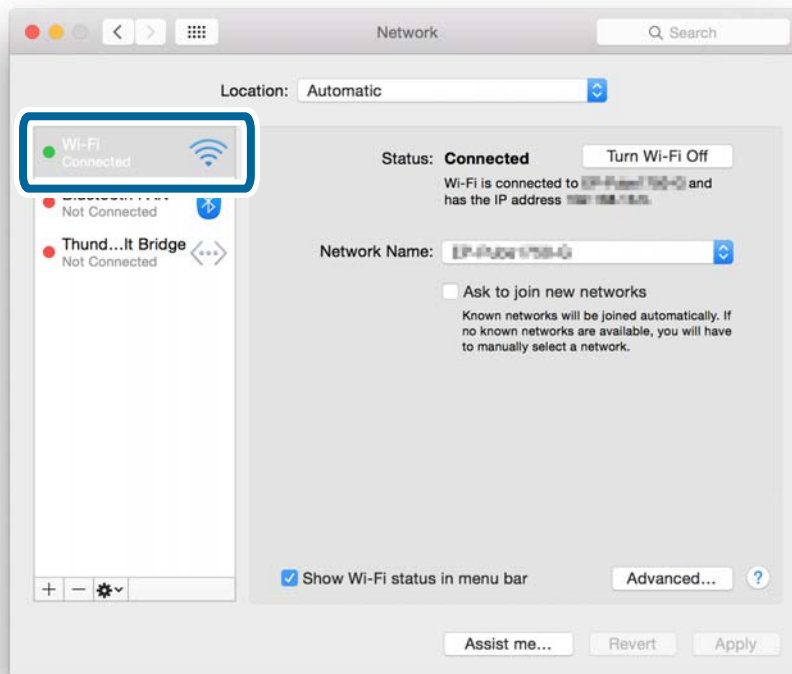 Network
Search
Location: Automatic
Wi-Fi
Connected
Not Connected
Thund...lt Bridge
Not Connected
Status: Connected
Turn Wi-Fi Off
Wi-Fi is connected to and
has the IP address
Network Name:
Ask to join new networks
Known networks will be joined automatically. If
no known networks are available, you will have
to manually select a network.
Show Wi-Fi status in menu bar
Advanced...
?
Assist me...
Revert
Apply